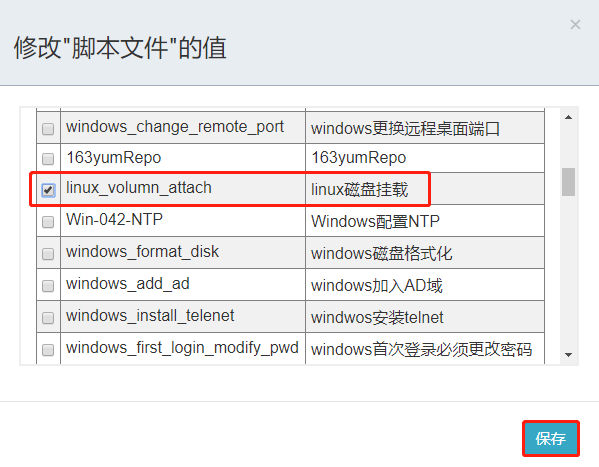 修改"脚本文件"的值
×
windows_change_remote_port windows更换远程桌面端口
163yumRepo 163yumRepo
linux_volumn_attach linux磁盘挂载
Win-042-NTP Windows配置NTP
windows_format_disk windows磁盘格式化
windows_add_ad windows加入AD域
windows_install_telenet windwos安装telnet
windows_first_login_modify_pwd windows首次登录必须更改密码
保存